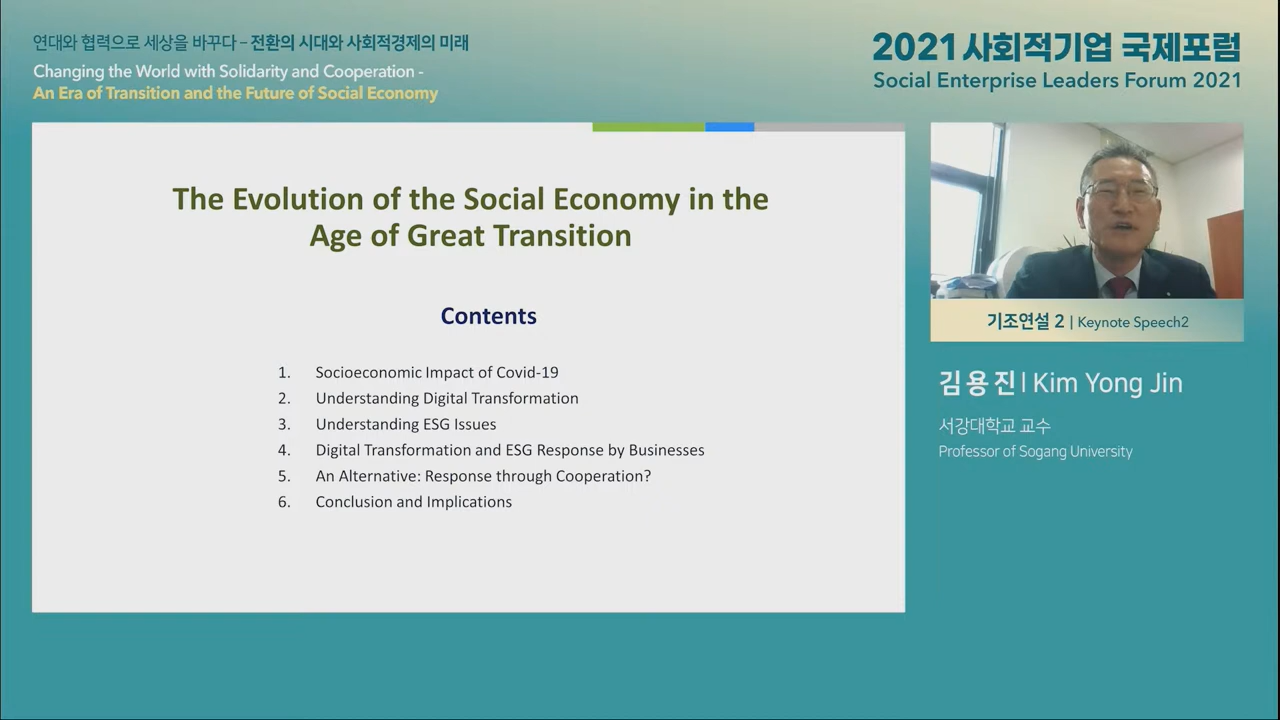 연대와 협력으로 세상을 바꾸다 – 전환의 시대와 사회적경제의 미래
Changing the World with Solidarity and Cooperation -
An Era of Transition and the Future of Social Economy
2021 사회적기업 국제포럼
Social Enterprise Leaders Forum 2021
The Evolution of the Social Economy in the
Age of Great Transition
Contents
1. Socioeconomic Impact of Covid-19
2. Understanding Digital Transformation
3. Understanding ESG Issues
4. Digital Transformation and ESG Response by Businesses
5. An Alternative: Response through Cooperation?
6. Conclusion and Implications
기조연설 2 | Keynote Speech2
김용진 | Kim Yong Jin
서강대학교 교수
Professor of Sogang University